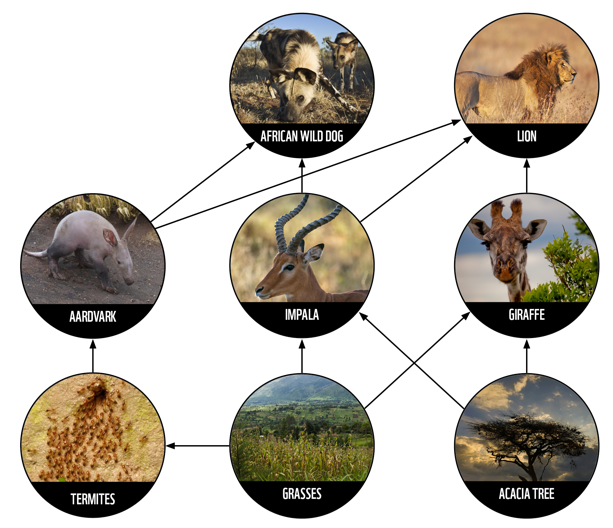 AFRICAN WILD DOG
LION
AARDVARK
IMPALA
GIRAFFE
TERMITES
GRASSES
ACACIA TREE